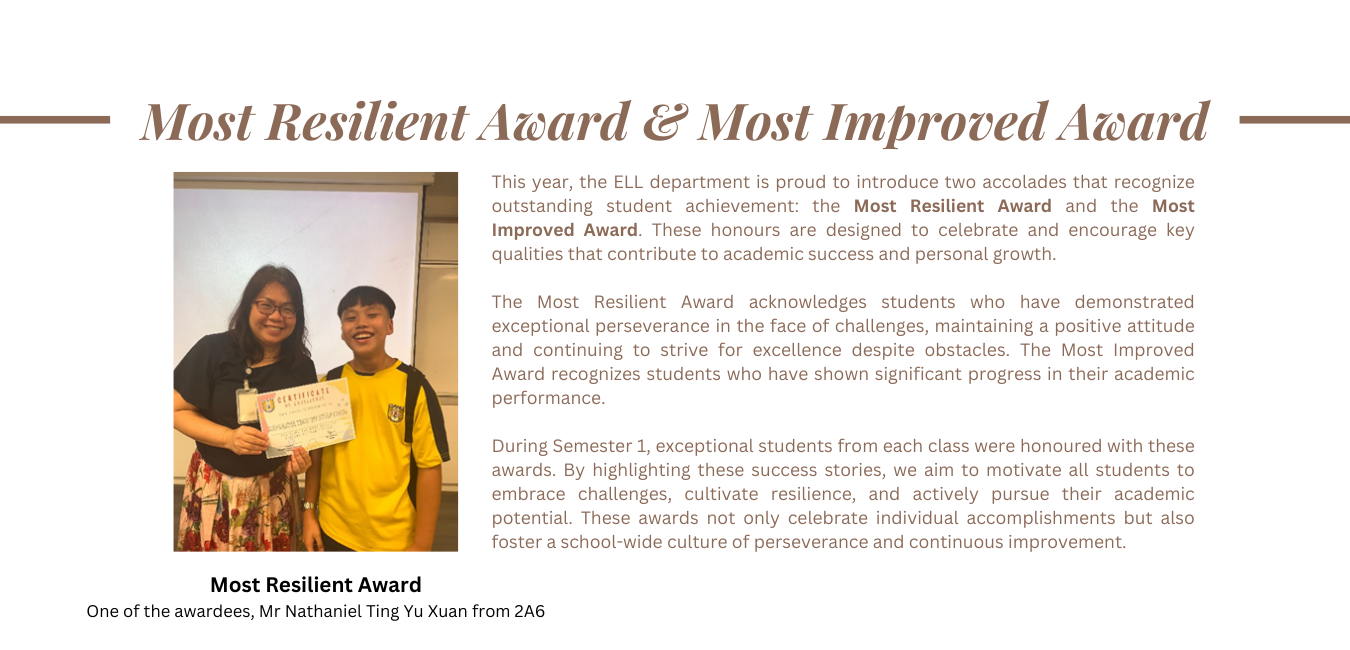 Most Resilient Award & Most Improved Award
This year, the ELL department is proud to introduce two accolades that recognize
outstanding student achievement: the Most Resilient Award and the Most
Improved Award. These honours are designed to celebrate and encourage key
qualities that contribute to academic success and personal growth.
The Most Resilient Award acknowledges students who have demonstrated
exceptional perseverance in the face of challenges, maintaining a positive attitude
and continuing to strive for excellence despite obstacles. The Most Improved
Award recognizes students who have shown significant progress in their academic
performance.
During Semester 1, exceptional students from each class were honoured with these
awards. By highlighting these success stories, we aim to motivate all students to
embrace challenges, cultivate resilience, and actively pursue their academic
potential. These awards not only celebrate individual accomplishments but also
foster a school-wide culture of perseverance and continuous improvement.
CERTIFICATE
OF EXCELLENCE
Most Resilient Award
One of the awardees, Mr Nathaniel Ting Yu Xuan from 2A6